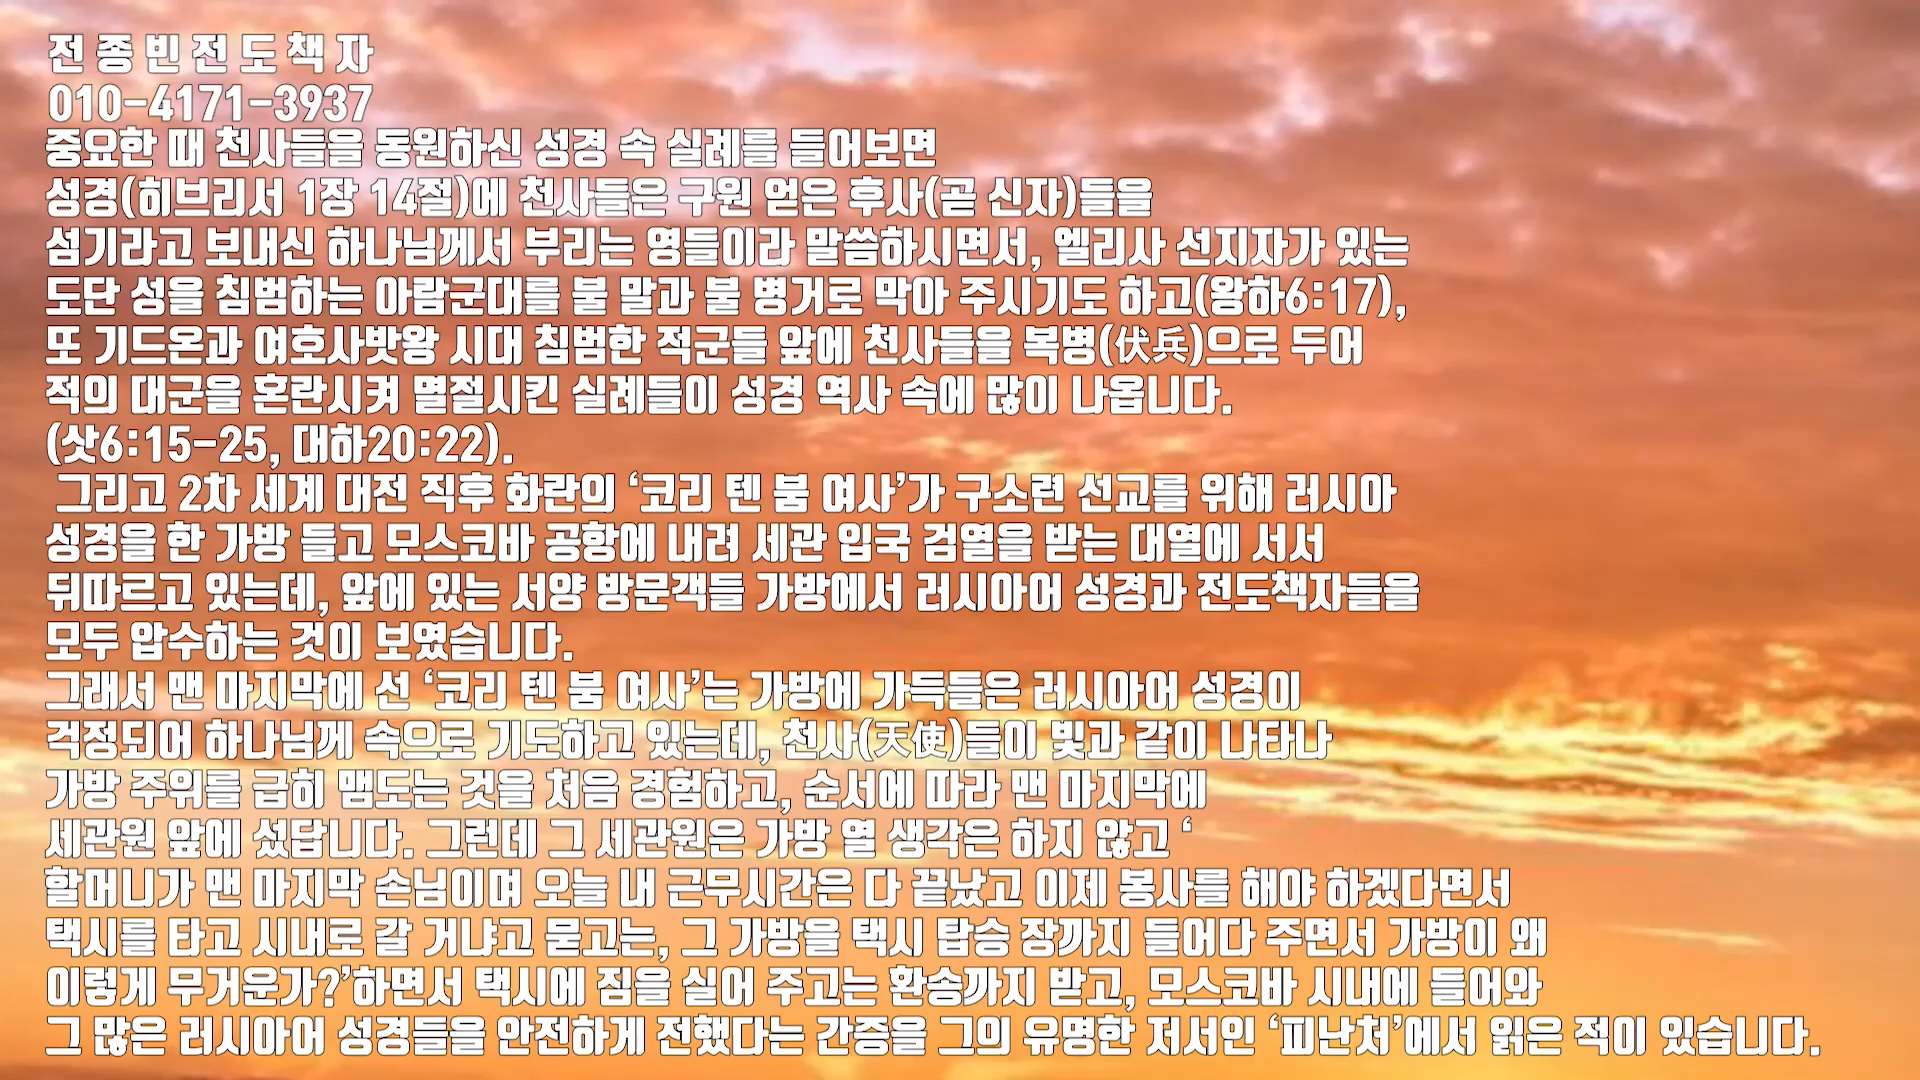 전 종 빈 전 도 책 자
010-4171-3937
중요한 때 천사들을 동원하신 성경 속 실례를 들어보면
성경(히브리서 1장 14절)에 천사들은 구원 얻은 후사(곧 신자)들을
섬기라고 보내신 하나님께서 부리는 영들이라 말씀하시면서, 엘리사 선지자가 있는
도단 성을 침범하는 아람군대를 불 말과 불 병거로 막아 주시기도 하고(왕하6:17),
또 기드온과 여호사밧왕 시대 침범한 적군들 앞에 천사들을 복병(伏兵)으로 두어
적의 대군을 혼란시켜 멸절시킨 실례들이 성경 역사 속에 많이 나옵니다.
(삿6:15-25, 대하20:22).
그리고 2차 세계 대전 직후 화란의 ‘코리 텐 붐 여사’가 구소련 선교를 위해 러시아
성경을 한 가방 들고 모스코바 공항에 내려 세관 입국 검열을 받는 대열에 서서
뒤따르고 있는데, 앞에 있는 서양 방문객들 가방에서 러시아어 성경과 전도책자들을
모두 압수하는 것이 보였습니다.
그래서 맨 마지막에 선 ‘코리 텐 붐 여사’는 가방에 가득들은 러시아어 성경이
걱정되어 하나님께 속으로 기도하고 있는데, 천사(天使)들이 빛과 같이 나타나
가방 주위를 급히 맴도는 것을 처음 경험하고, 순서에 따라 맨 마지막에
세관원 앞에 섰답니다. 그런데 그 세관원은 가방 열 생각은 하지 않고 ‘
할머니가 맨 마지막 손님이며 오늘 내 근무시간은 다 끝났고 이제 봉사를 해야 하겠다면서
택시를 타고 시내로 갈 거냐고 묻고는, 그 가방을 택시 탑승 장까지 들어다 주면서 가방이 왜
이렇게 무거운가?’하면서 택시에 짐을 실어 주고는 환송까지 받고, 모스코바 시내에 들어와
그 많은 러시아어 성경들을 안전하게 전했다는 간증을 그의 유명한 저서인 ‘피난처’에서 읽은 적이 있습니다.